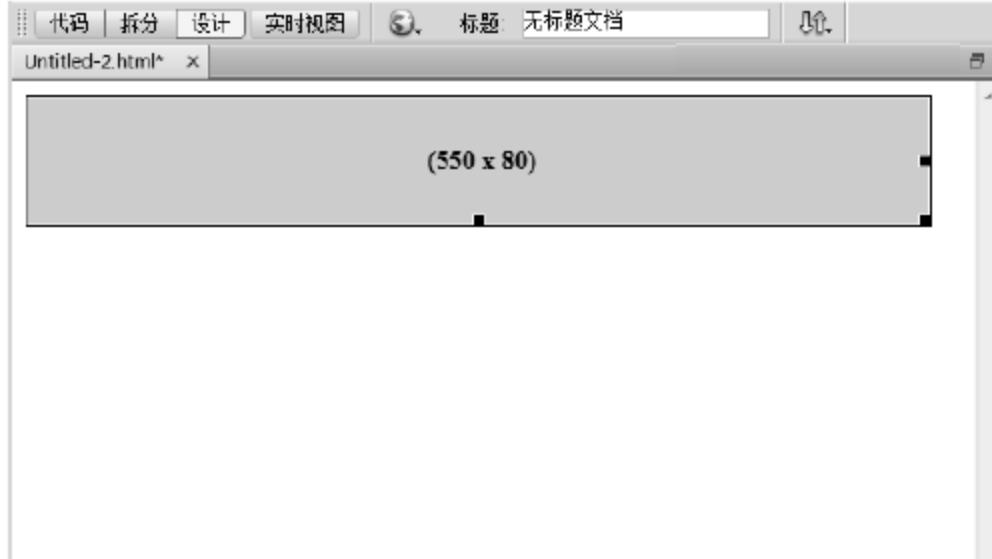 代码 拆分 设计 实时视图 标题: 无标题文档
Untitled-2.html* ×
(550 x 80)